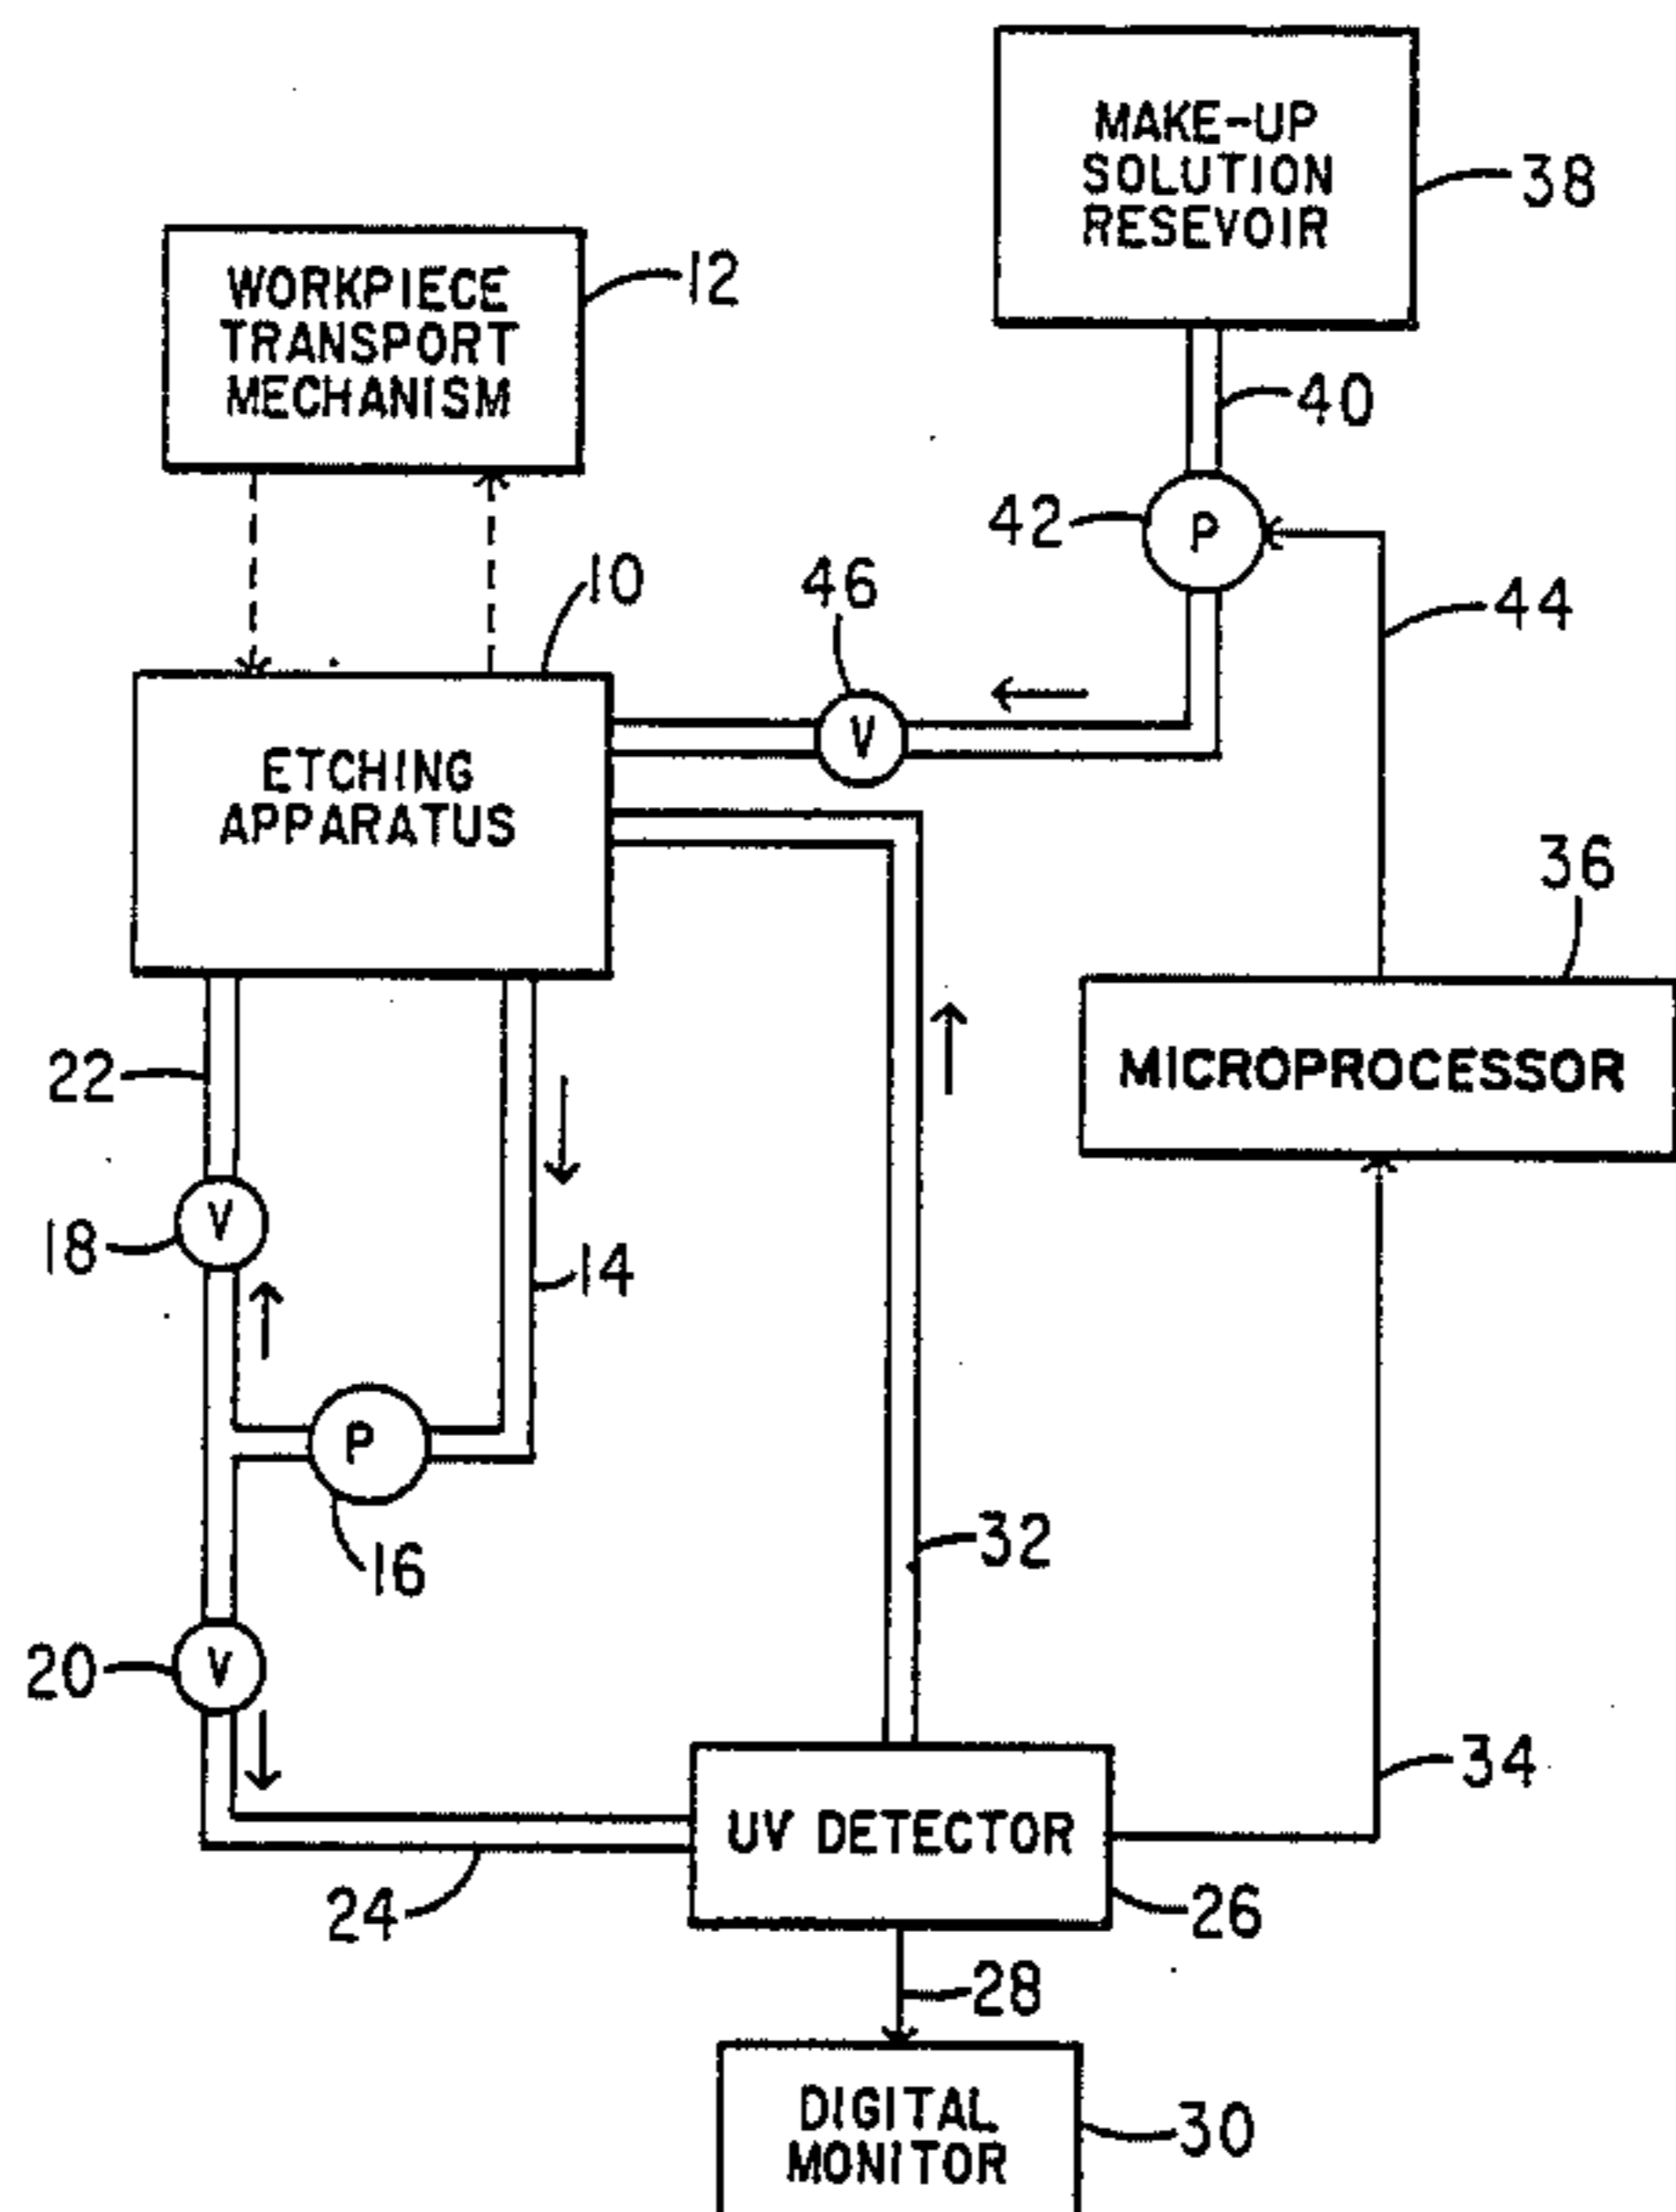 MAKE-UP
SOLUTION
RESEVOIR
38
WORKPIECE
TRANSPORT
MECHANISM
12
40
42
P
46
10
44
V
ETCHING
APPARATUS
36
22
MICROPROCESSOR
18
V
14
P
16
32
20
V
34
UV DETECTOR
24
26
28
DIGITAL
MONITOR
30